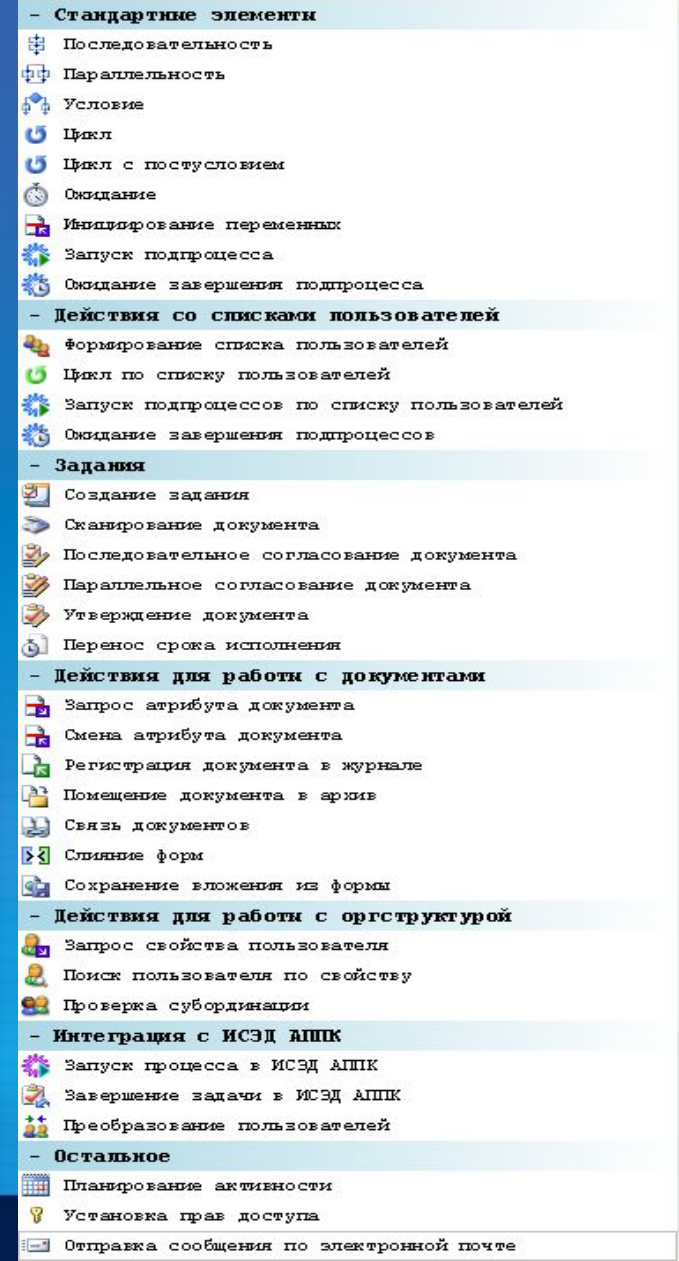 - Стандартные элементы
Последовательность
Параллельность
Условие
Цикл
Цикл с постусловием
Ожидание
Инициирование переменных
Запуск подпроцесса
Ожидание завершения подпроцесса
- Действия со списками пользователей
Формирование списка пользователей
Цикл по списку пользователей
Запуск подпроцессов по списку пользователей
Ожидание завершения подпроцессов
- Задания
Создание задания
Сканирование документа
Последовательное согласование документа
Параллельное согласование документа
Утверждение документа
Перенос срока исполнения
- Действия для работы с документами
Запрос атрибута документа
Смена атрибута документа
Регистрация документа в журнале
Помещение документа в архив
Связь документов
Слияние форм
Сохранение вложения из формы
- Действия для работы с оргструктурой
Запрос свойства пользователя
Поиск пользователя по свойству
Проверка субординации
- Интеграция с ИСЭД АППК
Запуск процесса в ИСЭД АППК
Завершение задачи в ИСЭД АППК
Преобразование пользователей
- Остальное
Планирование активности
Установка прав доступа
Отправка сообщения по электронной почте